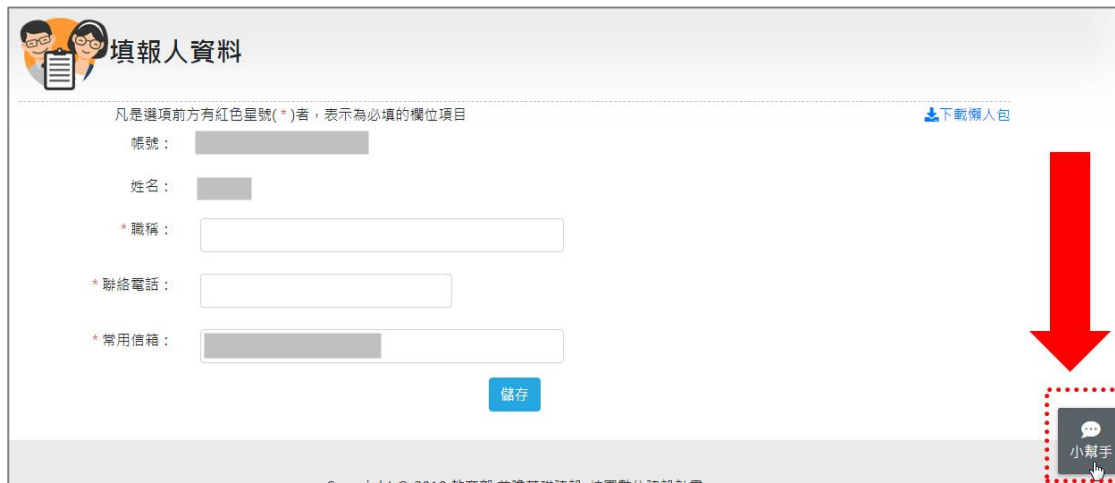 填報人資料
凡是選項前方有紅色星號( * )者，表示為必填的欄位項目
下載懶人包
帳號：
姓名：
* 職稱：
* 聯絡電話：
* 常用信箱：
儲存
小幫手